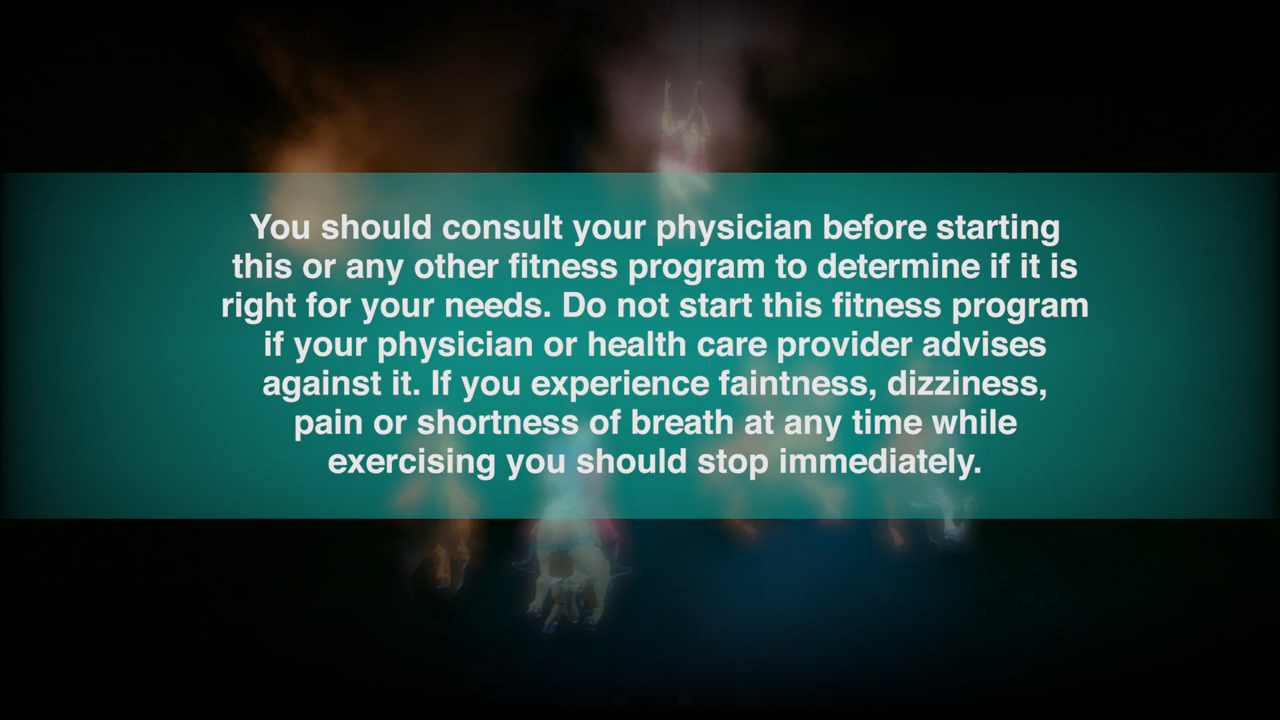 You should consult your physician before starting
this or any other fitness program to determine if it is
right for your needs. Do not start this fitness program
if your physician or health care provider advises
against it. If you experience faintness, dizziness,
pain or shortness of breath at any time while
exercising you should stop immediately.